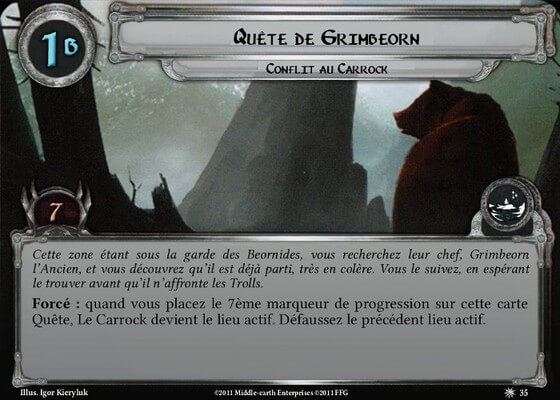 1B
QUÊTE DE GRIMBEORN
CONFLIT AU CARROCK
7
Cette zone étant sous la garde des Beornides, vous recherchez leur chef, Grimbeorn
l'Ancien, et vous découvrez qu'il est déjà parti, très en colère. Vous le suivez, en espérant
le trouver avant qu'il n'affronte les Trolls.
Forcé : quand vous placez le 7ème marqueur de progression sur cette carte
Quête, Le Carrock devient le lieu actif. Défaussez le précédent lieu actif.
Illus. Igor Kieryluk
©2011 Middle-earth Enterprises ©2011 FFG
35